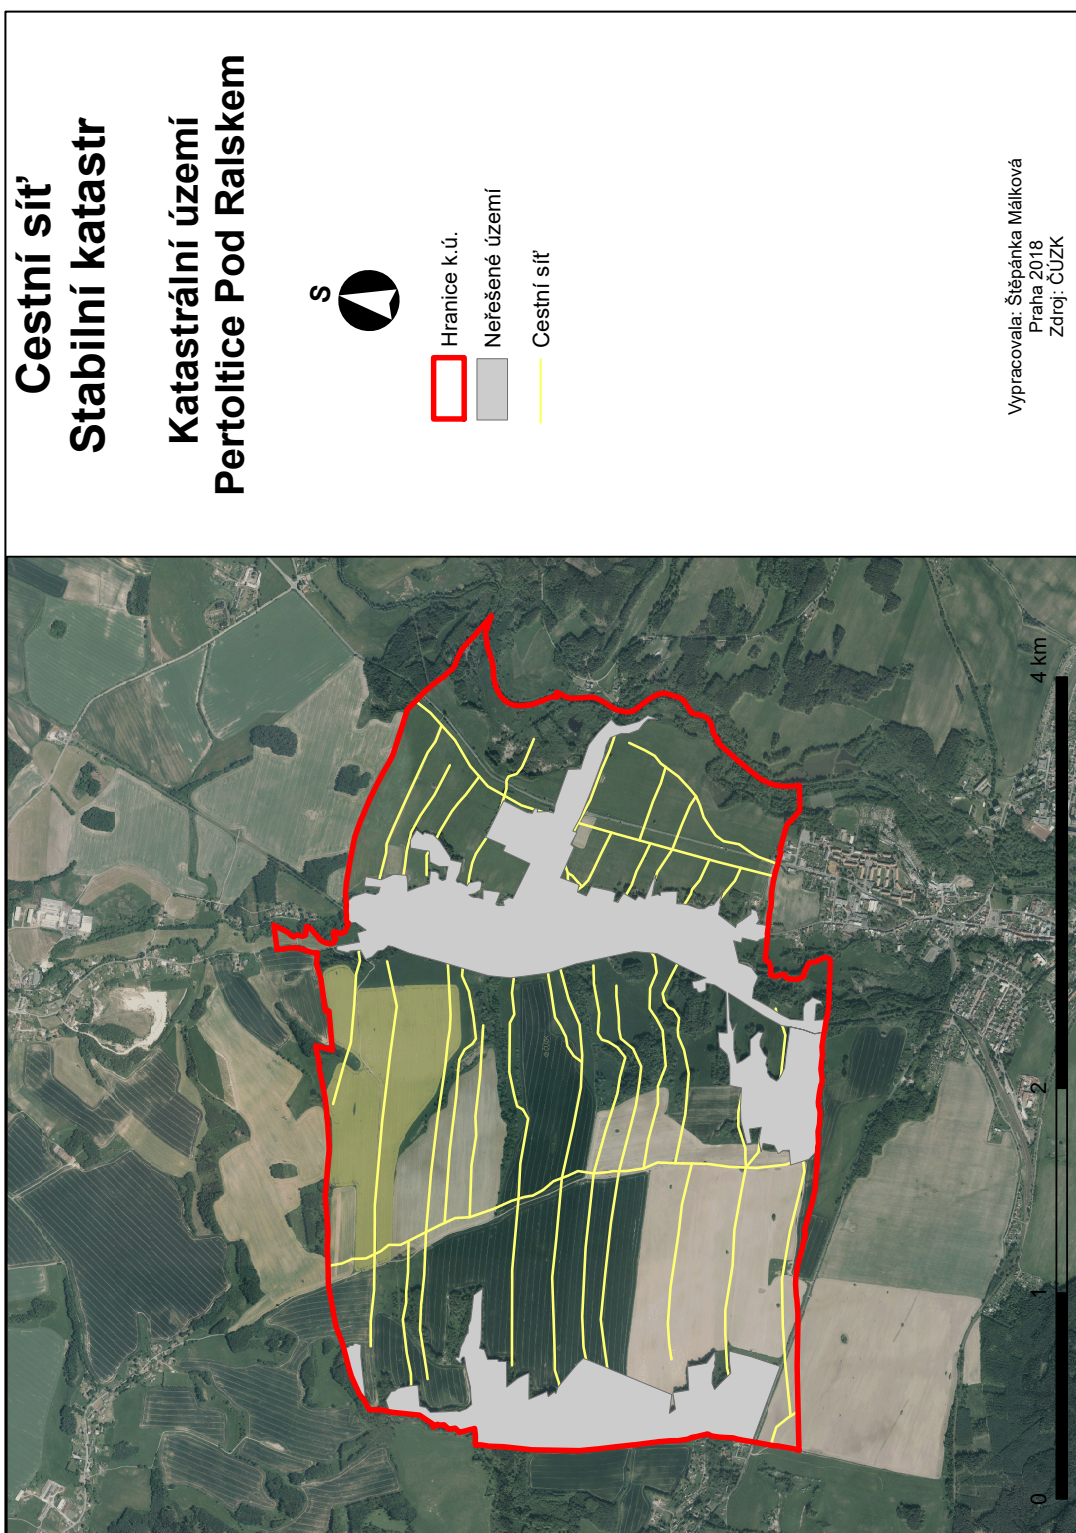 Cestní síť
Stabilní katastr
Katastrální území
Pertoltice Pod Ralskem
S
Hranice k.ú.
Neřešené území
Cestní síť
Vypracovala: Štěpánka Málková
Praha 2018
Zdroj: ČÚZK
0
1
2
4 km